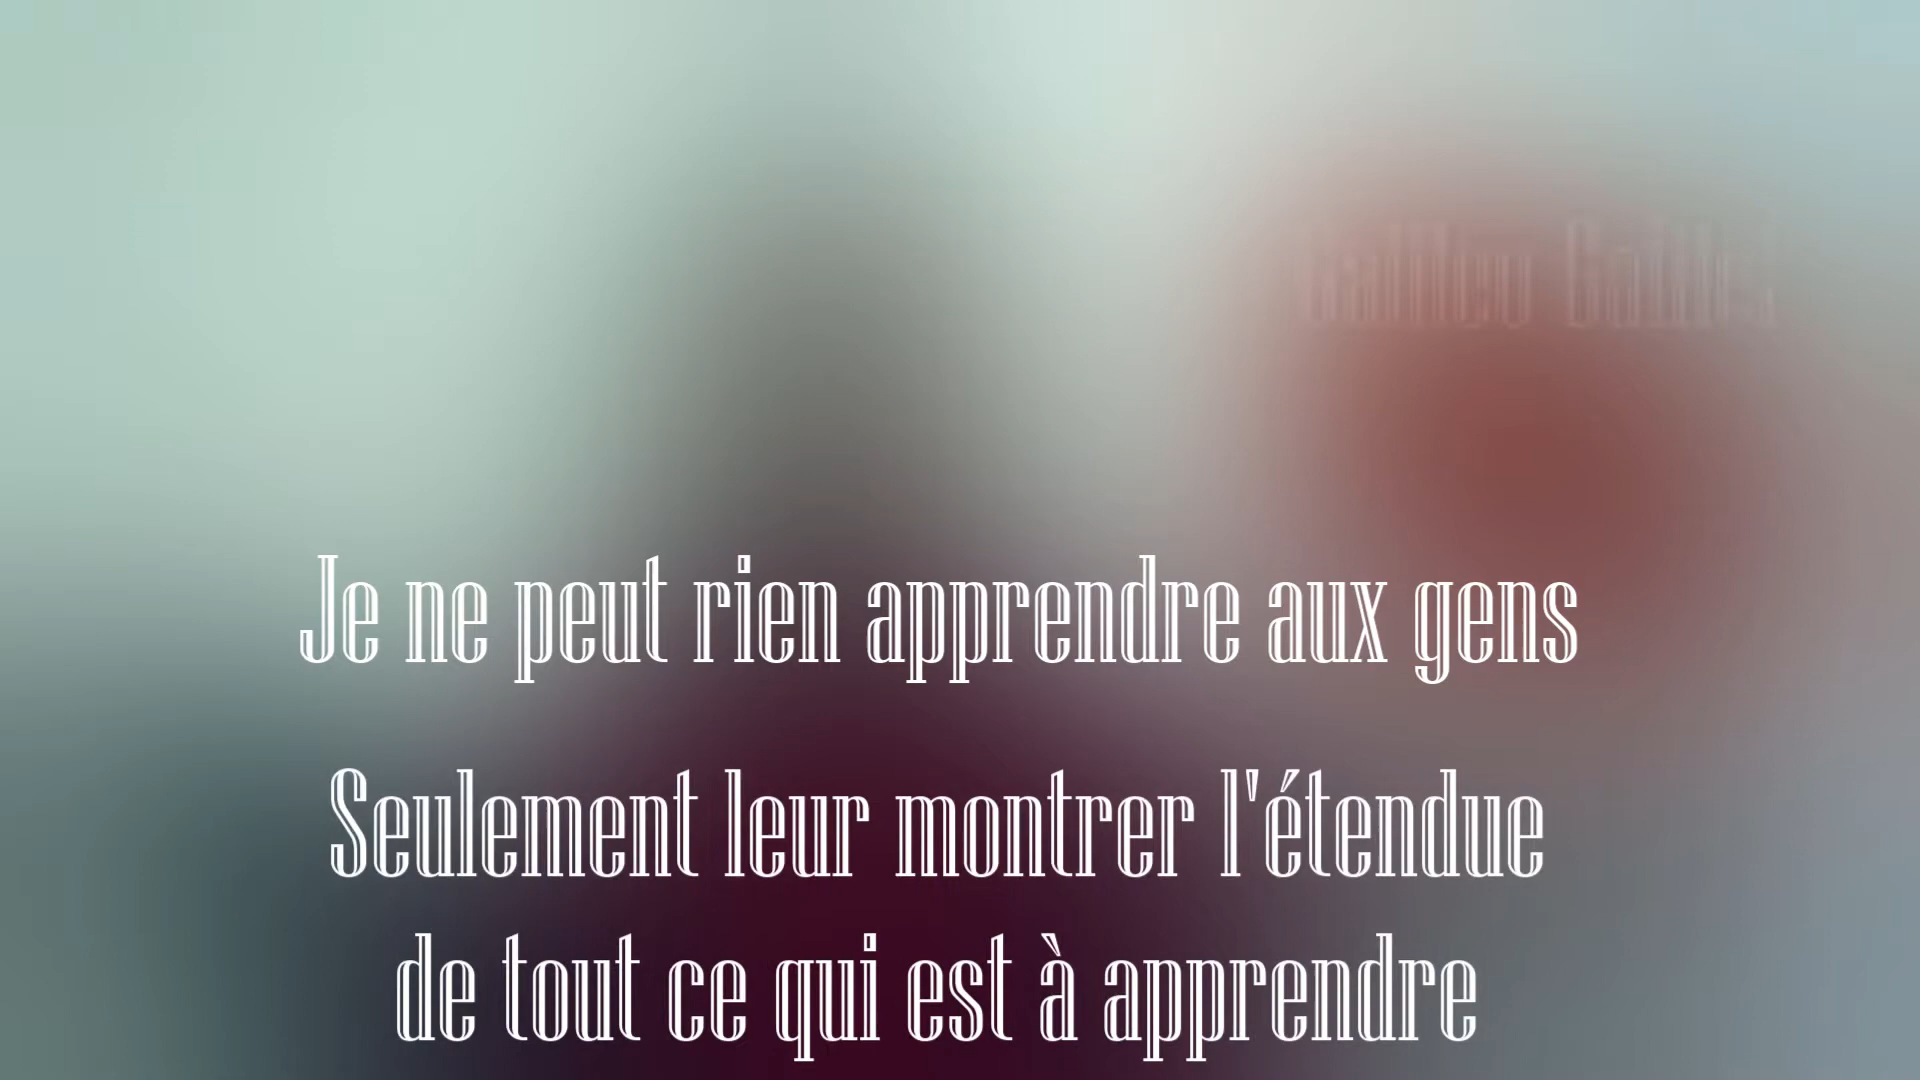 Je ne peut rien apprendre aux gens
Seulement leur montrer l'étendue
de tout ce qui est à apprendre